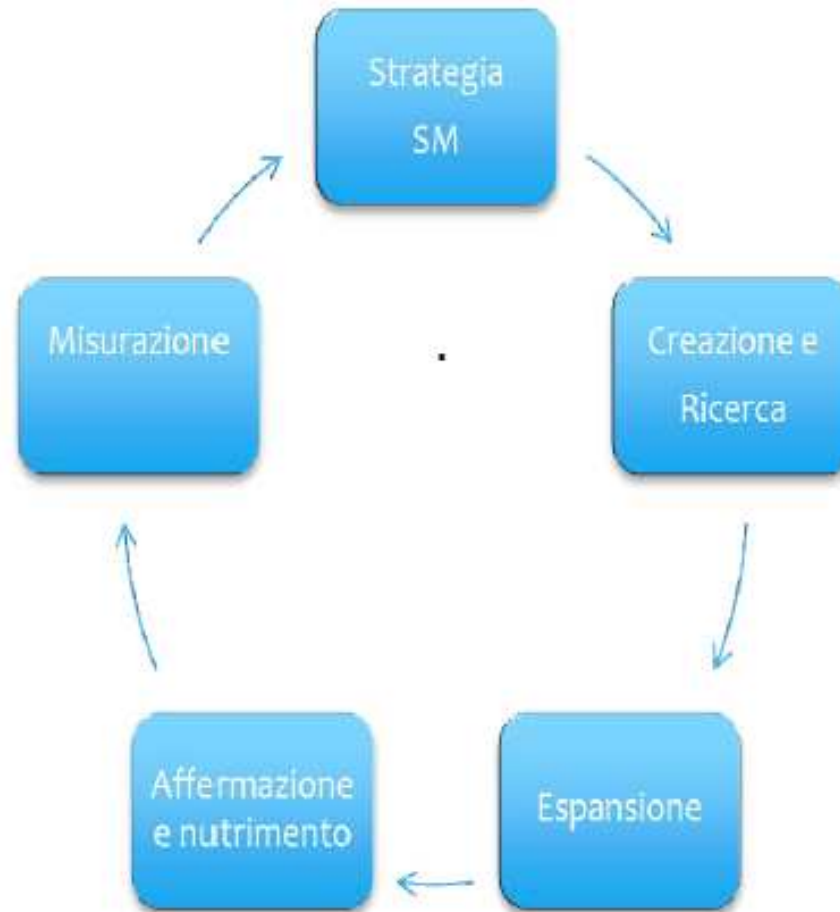 Strategia
SM
Creazione e
Ricerca
Espansione
Affermazione
e nutrimento
Misurazione